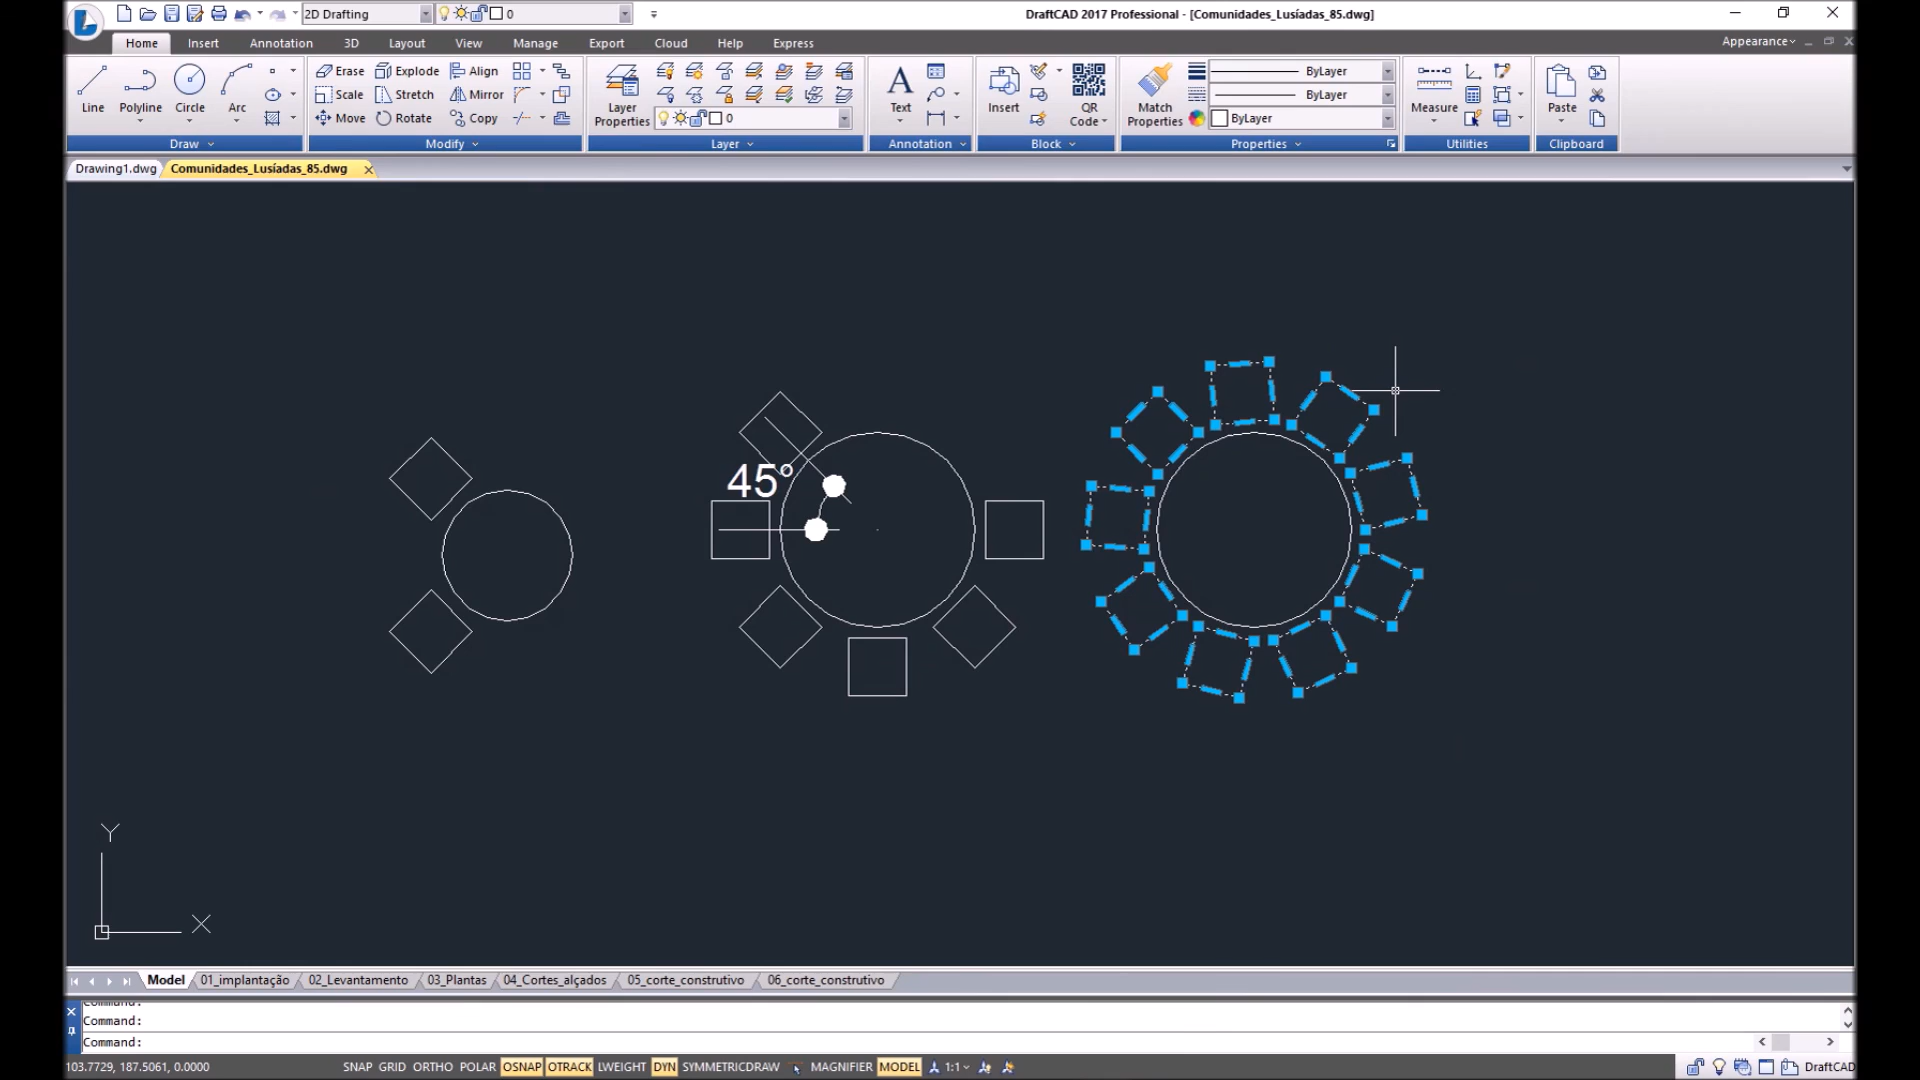 2D Drafting 0 DraftCAD 2017 Professional - [Comunidades_Lusíadas_85.dwg]
Home Insert Annotation 3D Layout View Manage Export Cloud Help Express Appearance
Erase Explode Align ByLayer
Scale Stretch Mirror ByLayer
Line Polyline Circle Arc Layer Properties Text Insert QR Code Match Properties Measure Paste
Move Rotate Copy 0 ByLayer
Draw Modify Layer Annotation Block Properties Utilities Clipboard
Drawing1.dwg Comunidades_Lusíadas_85.dwg
45º
Y
X
Model 01_implantação 02_Levantamento 03_Plantas 04_Cortes_alçados 05_corte_construtivo 06_corte_construtivo
Command:
Command:
Command:
103.7729, 187.5061, 0.0000 SNAP GRID ORTHO POLAR OSNAP OTRACK LWEIGHT DYN SYMMETRICDRAW MAGNIFIER MODEL 1:1 DraftCAD